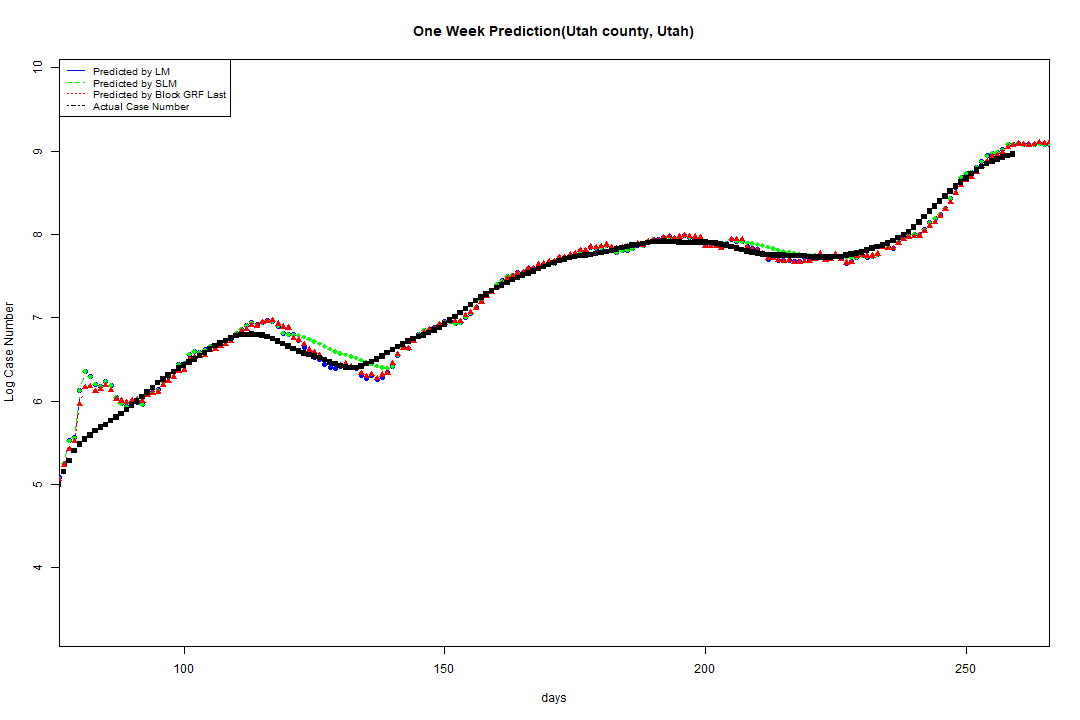 One Week Prediction(Utah county, Utah)
Predicted by LM
Predicted by SLM
Predicted by Block GRF Last
Actual Case Number
10
9
8
7
6
5
4
Log Case Number
100 150 200 250
days